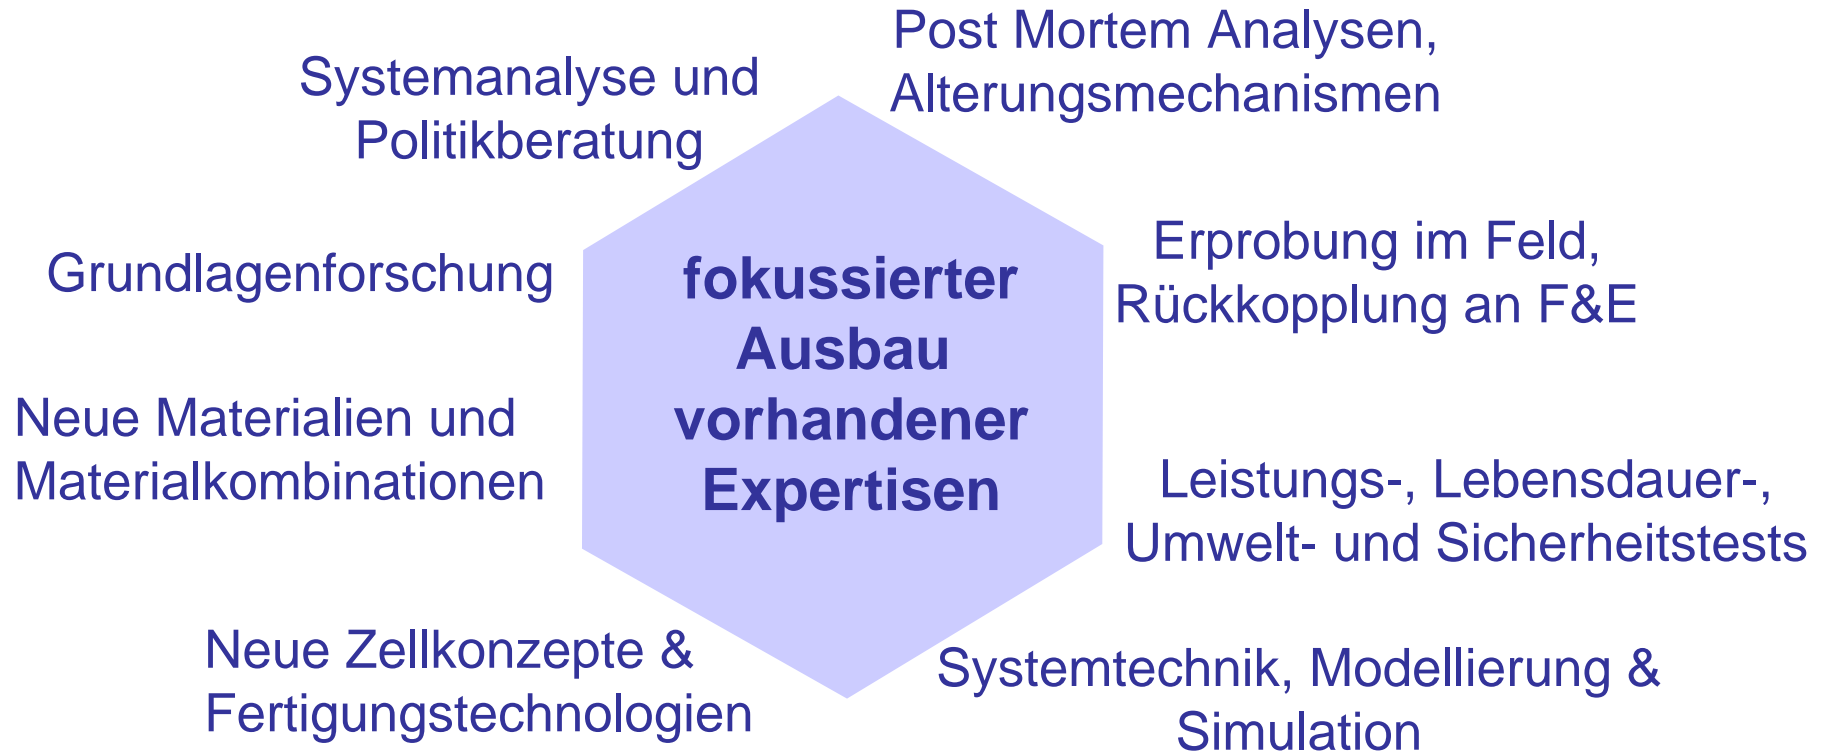 Post Mortem Analysen,
Alterungsmechanismen
Systemanalyse und
Politikberatung
Erprobung im Feld,
Rückkopplung an F&E
Grundlagenforschung
fokussierter
Ausbau
vorhandener
Expertisen
Neue Materialien und
Materialkombinationen
Leistungs-, Lebensdauer-,
Umwelt- und Sicherheitstests
Neue Zellkonzepte &
Fertigungstechnologien
Systemtechnik, Modellierung &
Simulation